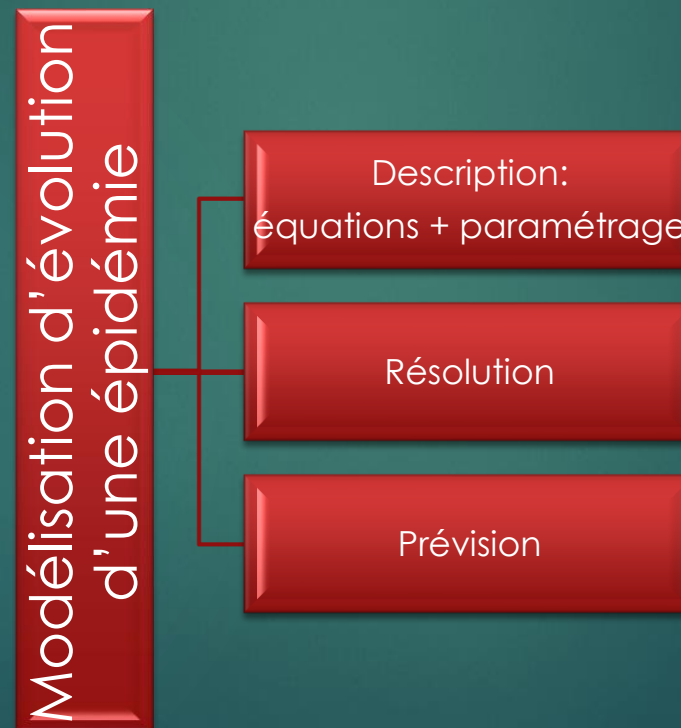 Modélisation d'évolution
d'une épidémie
Description:
équations + paramétrage
Résolution
Prévision